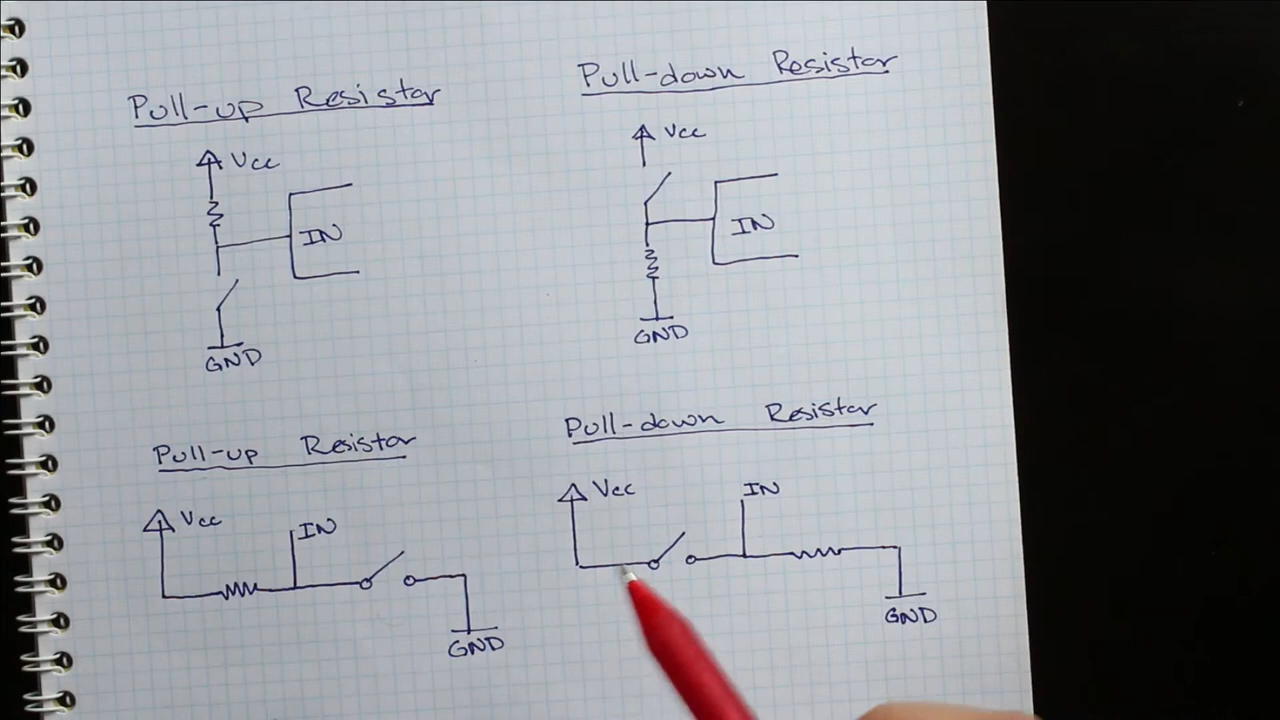 Pull-up Resistor
Vcc
IN
GND
Pull-down Resistor
Vcc
IN
GND
Pull-up Resistor
Vcc
IN
GND
Pull-down Resistor
Vcc
IN
GND